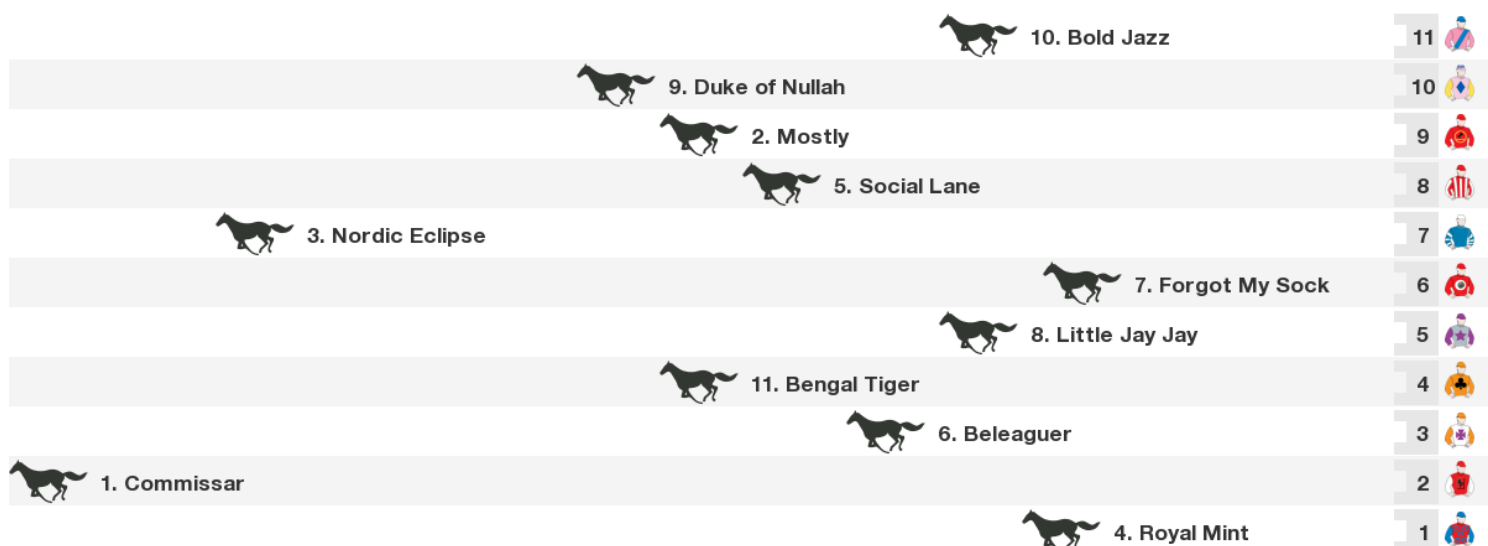 10. Bold Jazz 11
9. Duke of Nullah 10
2. Mostly 9
5. Social Lane 8
3. Nordic Eclipse 7
7. Forgot My Sock 6
8. Little Jay Jay 5
11. Bengal Tiger 4
6. Beleaguer 3
1. Commissar 2
4. Royal Mint 1